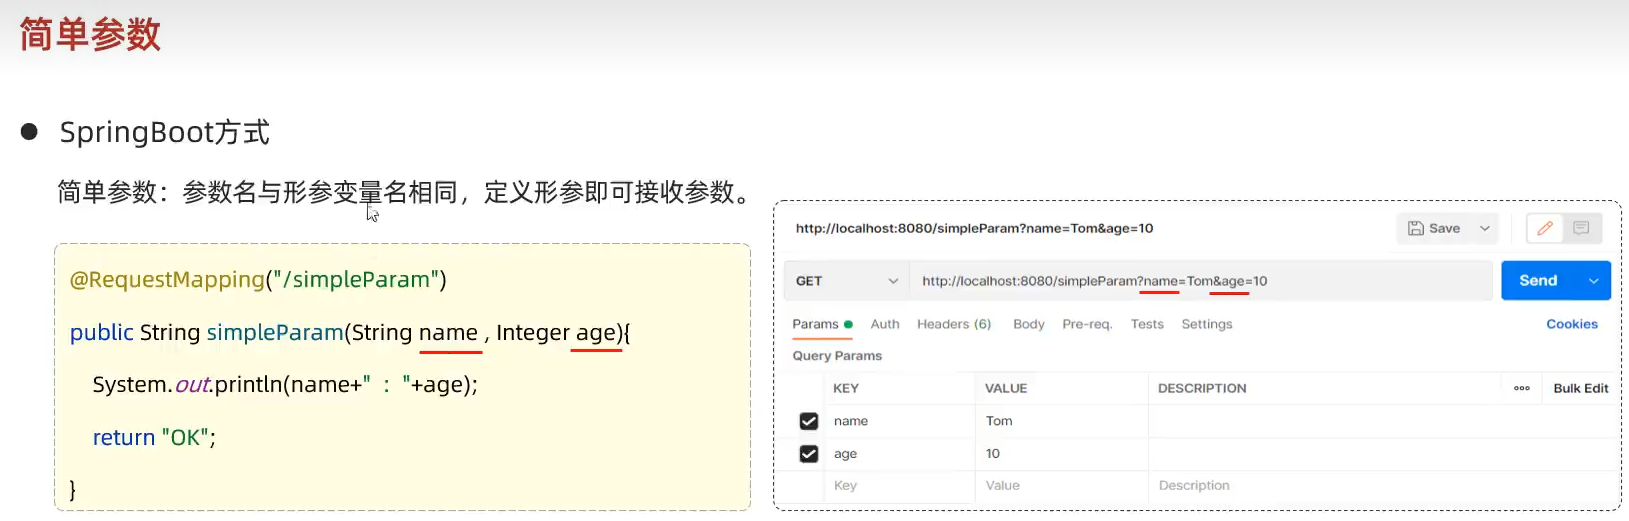 简单参数
SpringBoot方式
简单参数：参数名与形参变量名相同，定义形参即可接收参数。
@RequestMapping("/simpleParam")
public String simpleParam(String name , Integer age){
System.out.println(name+" : "+age);
return "OK";
}
http://localhost:8080/simpleParam?name=Tom&age=10
Save
GET
http://localhost:8080/simpleParam?name=Tom&age=10
Send
Params Auth Headers (6) Body Pre-req. Tests Settings Cookies
Query Params
KEY VALUE DESCRIPTION Bulk Edit
name Tom
age 10
Key Value Description